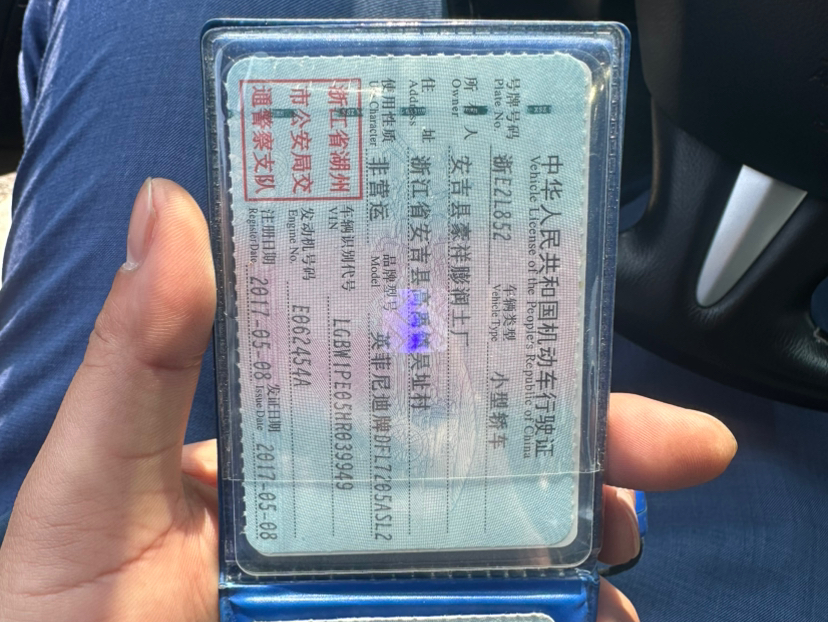 中华人民共和国机动车行驶证
Vehicle License of the People's Republic of China
号牌号码 浙E2L852 车辆类型 小型轿车
Plate No. Vehicle Type
所有人 安吉县豪祥膨润土厂
Owner
住址 浙江省安吉县高禹镇吴址村
Address
使用性质 非营运 品牌型号 英菲尼迪牌DFL7205ASL2
Use Character Model
浙江省湖州
市公安局交
通警察支队
车辆识别代号 LGBW1PE05HR039949
VIN
发动机号码 E062454A
Engine No.
注册日期 2017-05-08 发证日期 2017-05-08
Register Date Issue Date